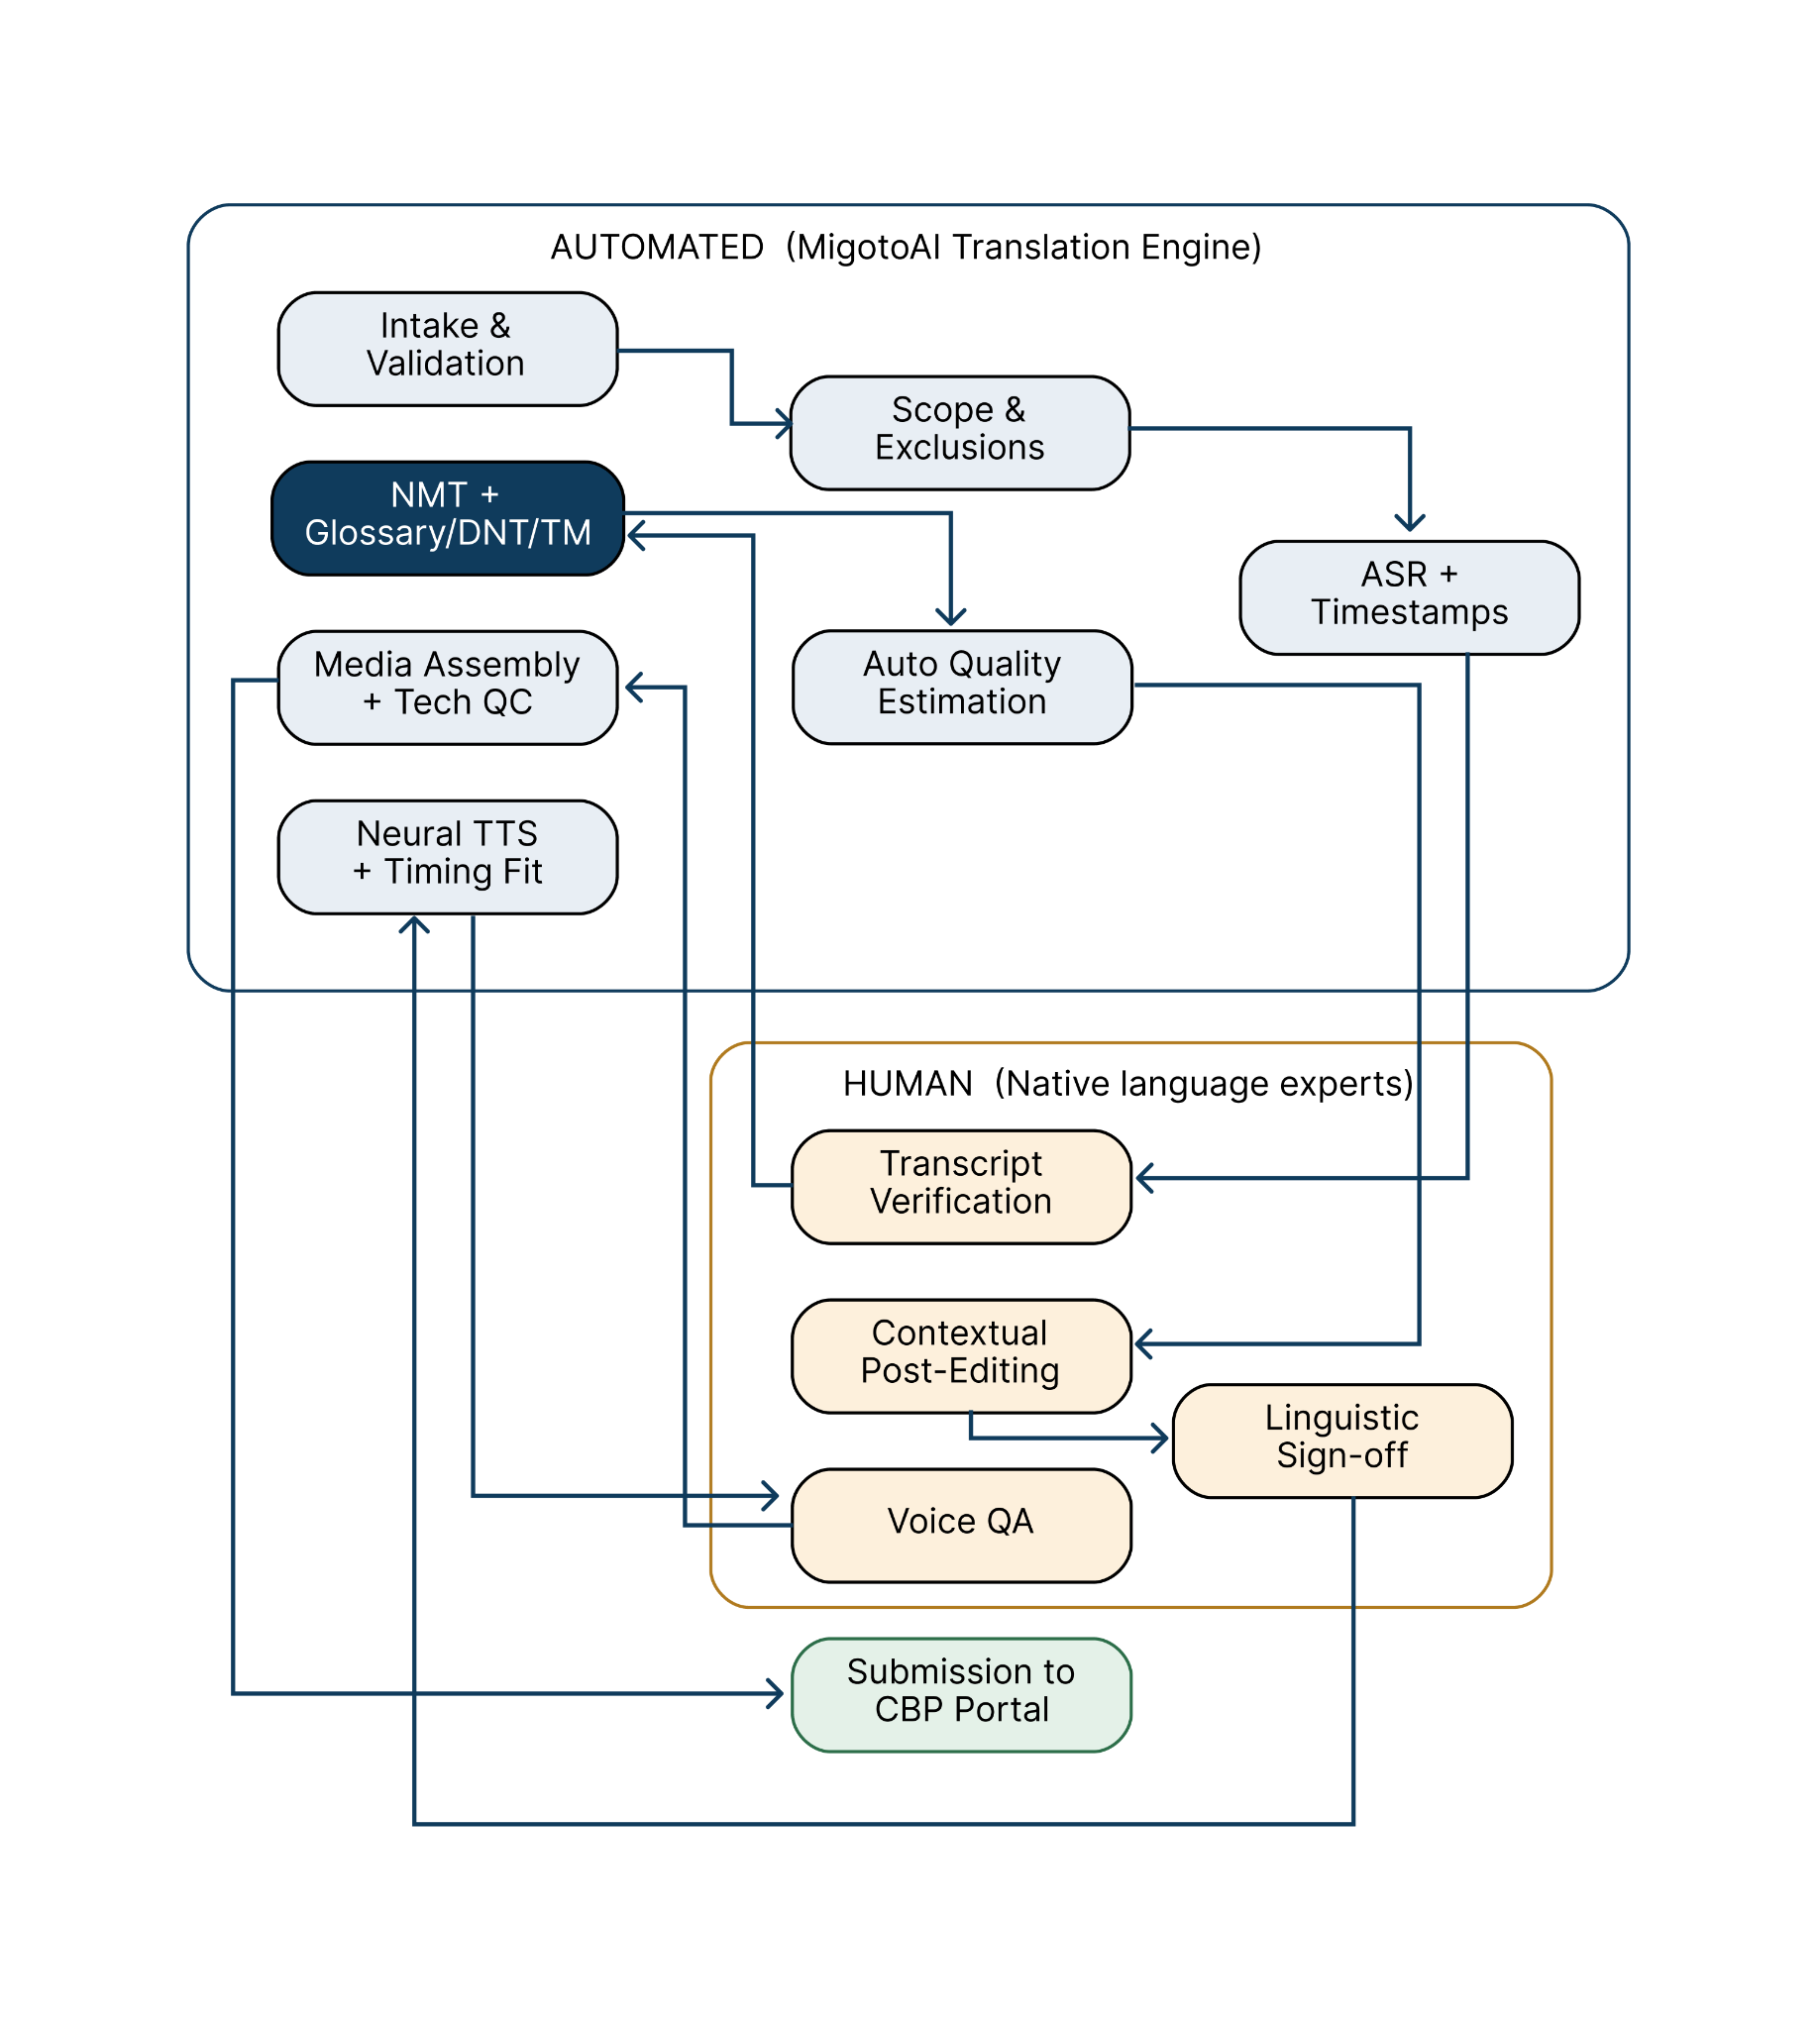 AUTOMATED (MigotoAI Translation Engine)
Intake &
Validation
Scope &
Exclusions
NMT +
Glossary/DNT/TM
ASR +
Timestamps
Media Assembly
+ Tech QC
Auto Quality
Estimation
Neural TTS
+ Timing Fit
HUMAN (Native language experts)
Transcript
Verification
Contextual
Post-Editing
Linguistic
Sign-off
Voice QA
Submission to
CBP Portal